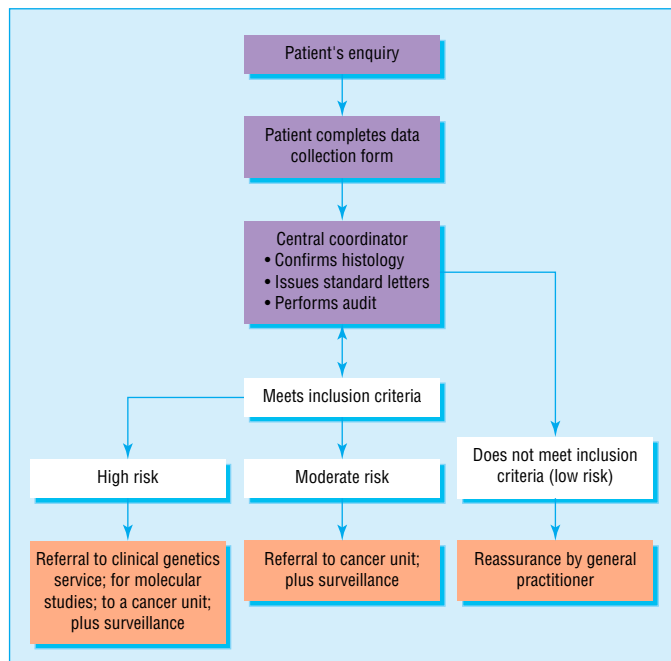 Patient's enquiry
Patient completes data
collection form
Central coordinator
• Confirms histology
• Issues standard letters
• Performs audit
Meets inclusion criteria
High risk
Moderate risk
Does not meet inclusion
criteria (low risk)
Referral to clinical genetics
service; for molecular
studies; to a cancer unit;
plus surveillance
Referral to cancer unit;
plus surveillance
Reassurance by general
practitioner